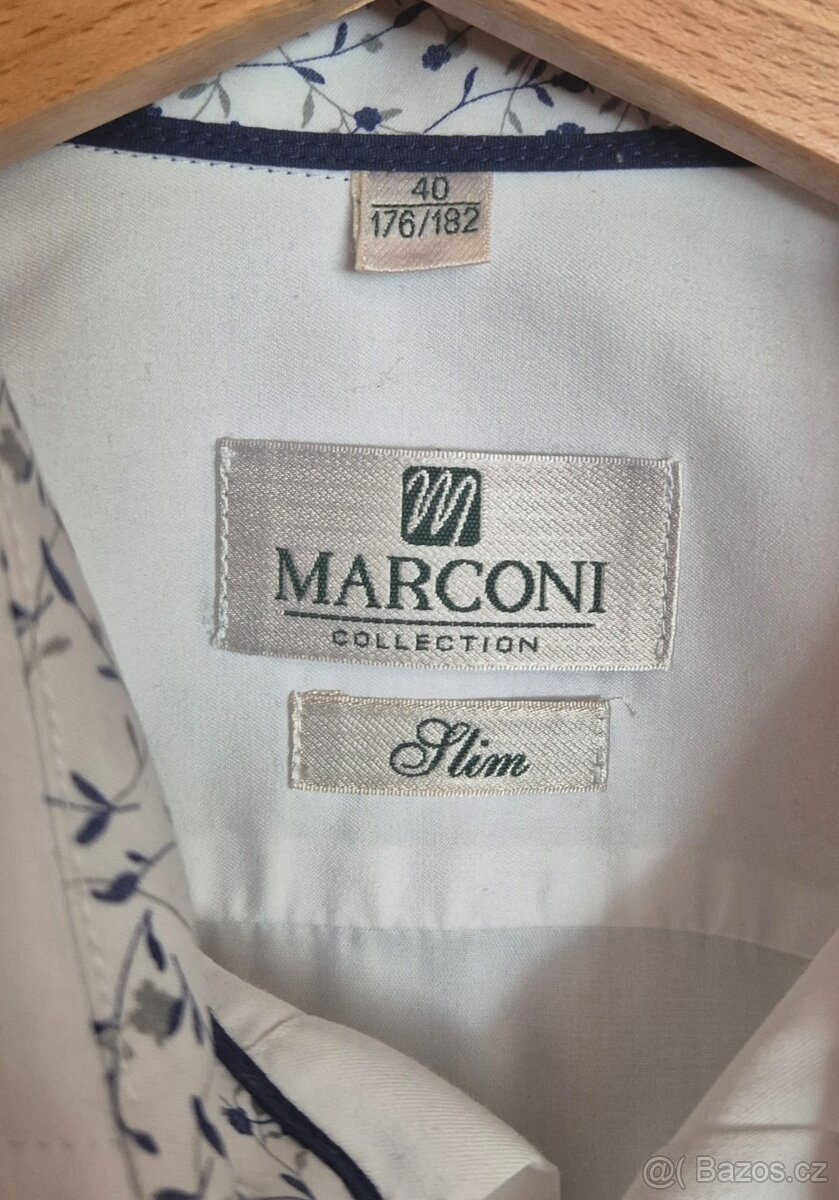 40
176/182
MARCONI
COLLECTION
Slim
@( Bazos.cz